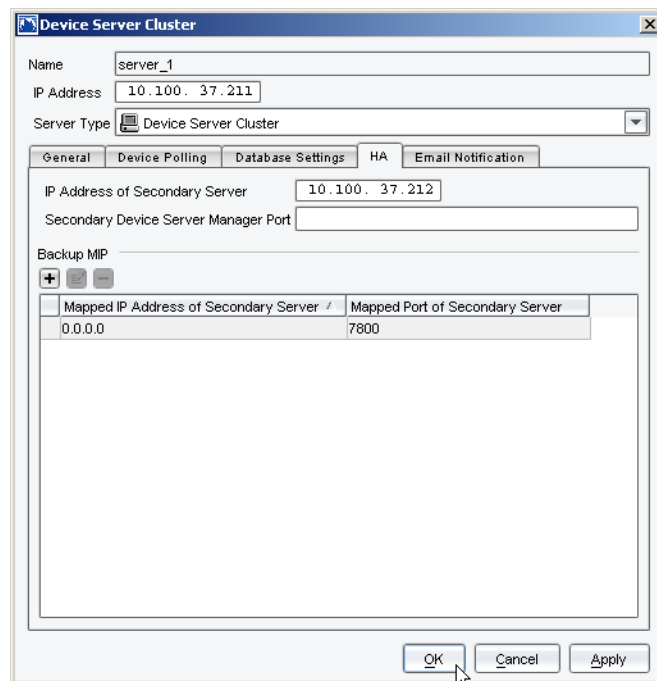 Device Server Cluster
Name server_1
IP Address 10.100. 37.211
Server Type Device Server Cluster
General Device Polling Database Settings HA Email Notification
IP Address of Secondary Server 10.100. 37.212
Secondary Device Server Manager Port
Backup MIP
Mapped IP Address of Secondary Server Mapped Port of Secondary Server
0.0.0.0 7800
OK Cancel Apply